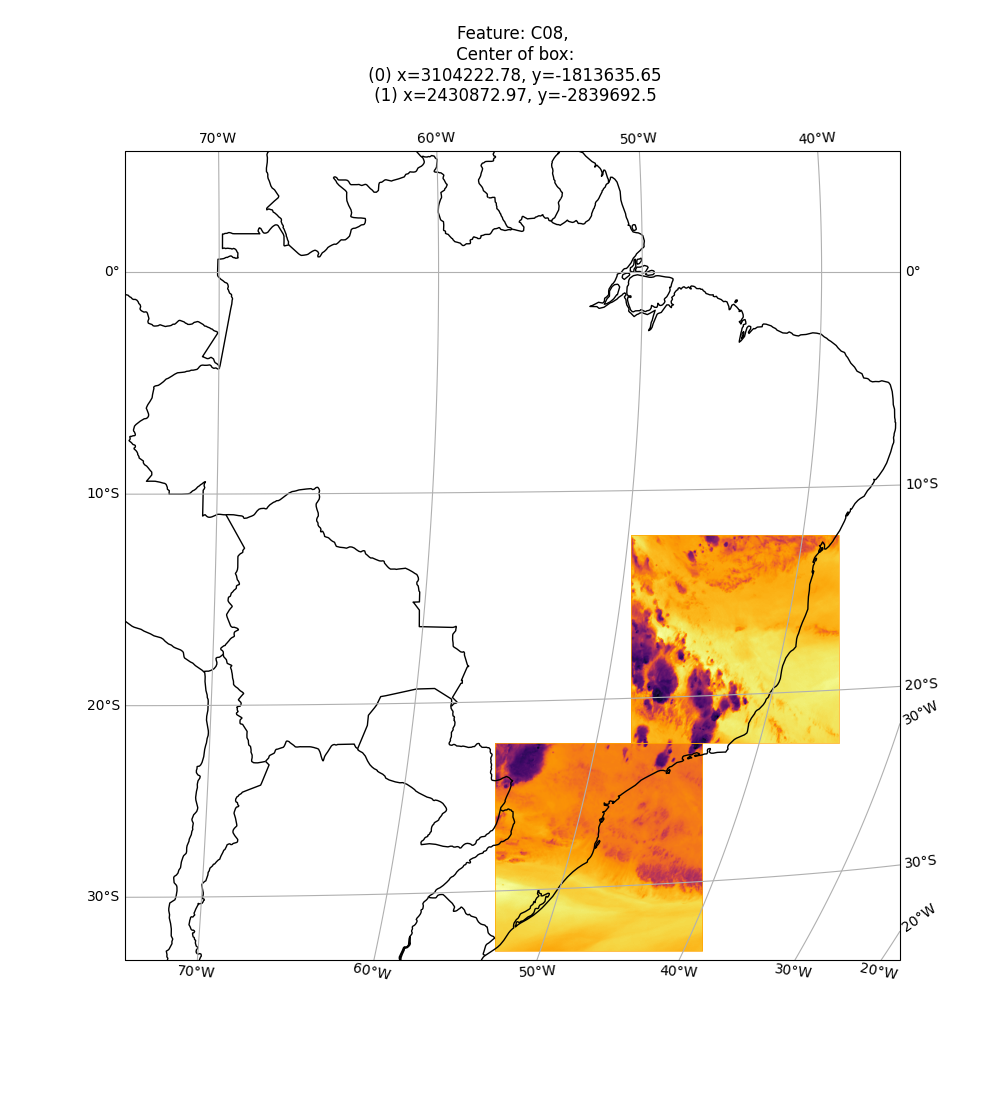 Feature: C08,
Center of box:
(0) x=3104222.78, y=-1813635.65
(1) x=2430872.97, y=-2839692.5
70°W 60°W 50°W 40°W
0° 0°
10°S 10°S
20°S 20°S
30°W
30°S 30°S
20°W
70°W 60°W 50°W 40°W 30°W 20°W